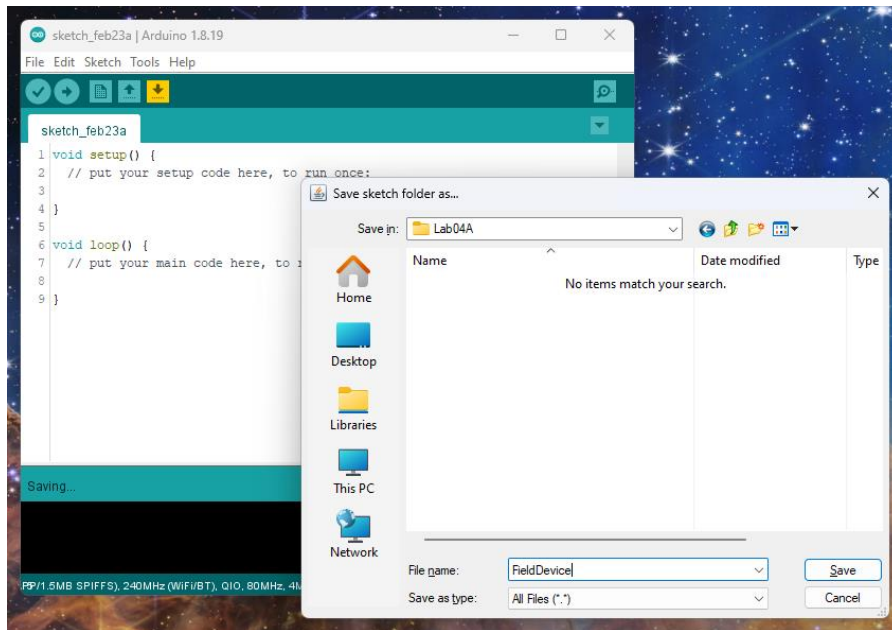 sketch_feb23a | Arduino 1.8.19
File Edit Sketch Tools Help
sketch_feb23a
1 void setup() {
2 // put your setup code here, to run once:
3
4 }
5
6 void loop() {
7 // put your main code here, to
8
9 }
Saving...
/1.5MB SPIFFS), 240MHz (WiFi/BT), QIO, 80MHz,
Save sketch folder as...
Save in: Lab04A
Name Date modified Type
No items match your search.
Home
Desktop
Libraries
This PC
Network
File name: FieldDevice
Save
Save as type: All Files (*.*)
Cancel